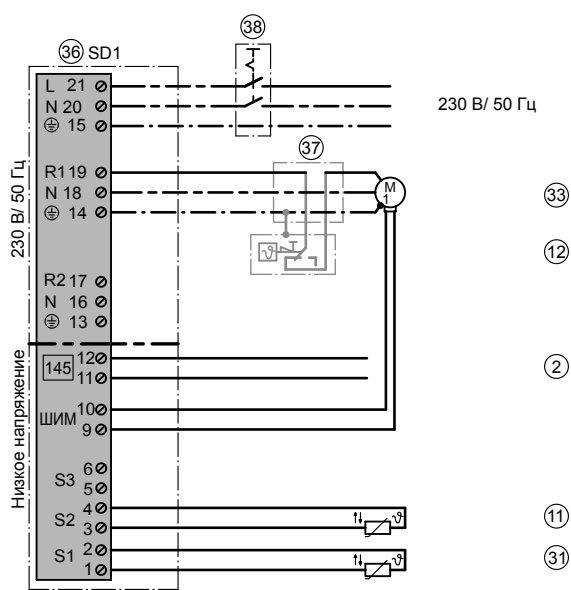 38
36 SD1
L 21
N 20
15
230 В/ 50 Гц
37
R1 19
N 18
14
M
1
33
ϑ
12
R2 17
N 16
13
230 В/ 50 Гц
Низкое напряжение
145
12
11
2
ШИМ
10
9
S3
6
5
S2
4
3
ϑ
11
S1
2
1
ϑ
31